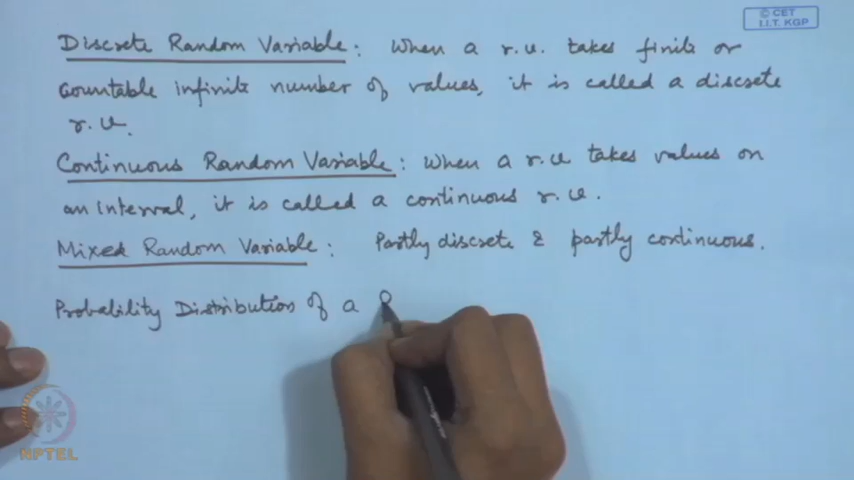 © CET
I.I.T. KGP
Discrete Random Variable : When a r.v. takes finite or
countable infinite number of values, it is called a discrete
r.v.
Continuous Random Variable : When a r.v takes values on
an interval, it is called a continuous r.v.
Mixed Random Variable : Partly discrete & partly continuous.
Probability Distribution of a
NPTEL